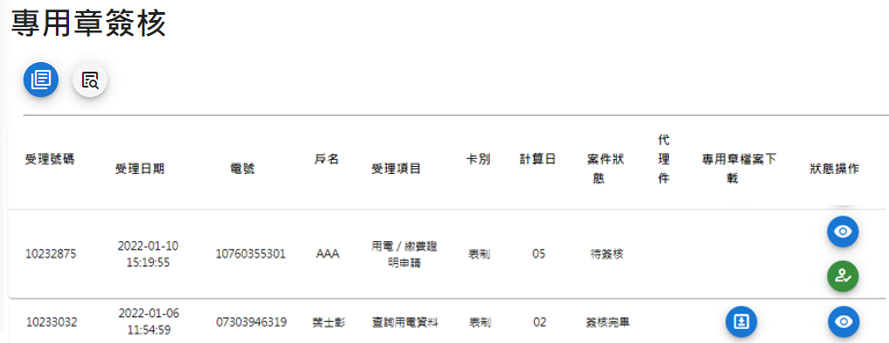 專用章簽核
受理號碼 受理日期 電號 戶名 受理項目 卡別 計算日 案件狀態 代理件 專用章檔案下載 狀態操作
10232875 2022-01-10 15:19:55 10760355301 AAA 用電 / 繳費證明申請 表制 05 待簽核
10233032 2022-01-06 11:54:59 07303946319 葉士彰 查詢用電資料 表制 02 簽核完畢